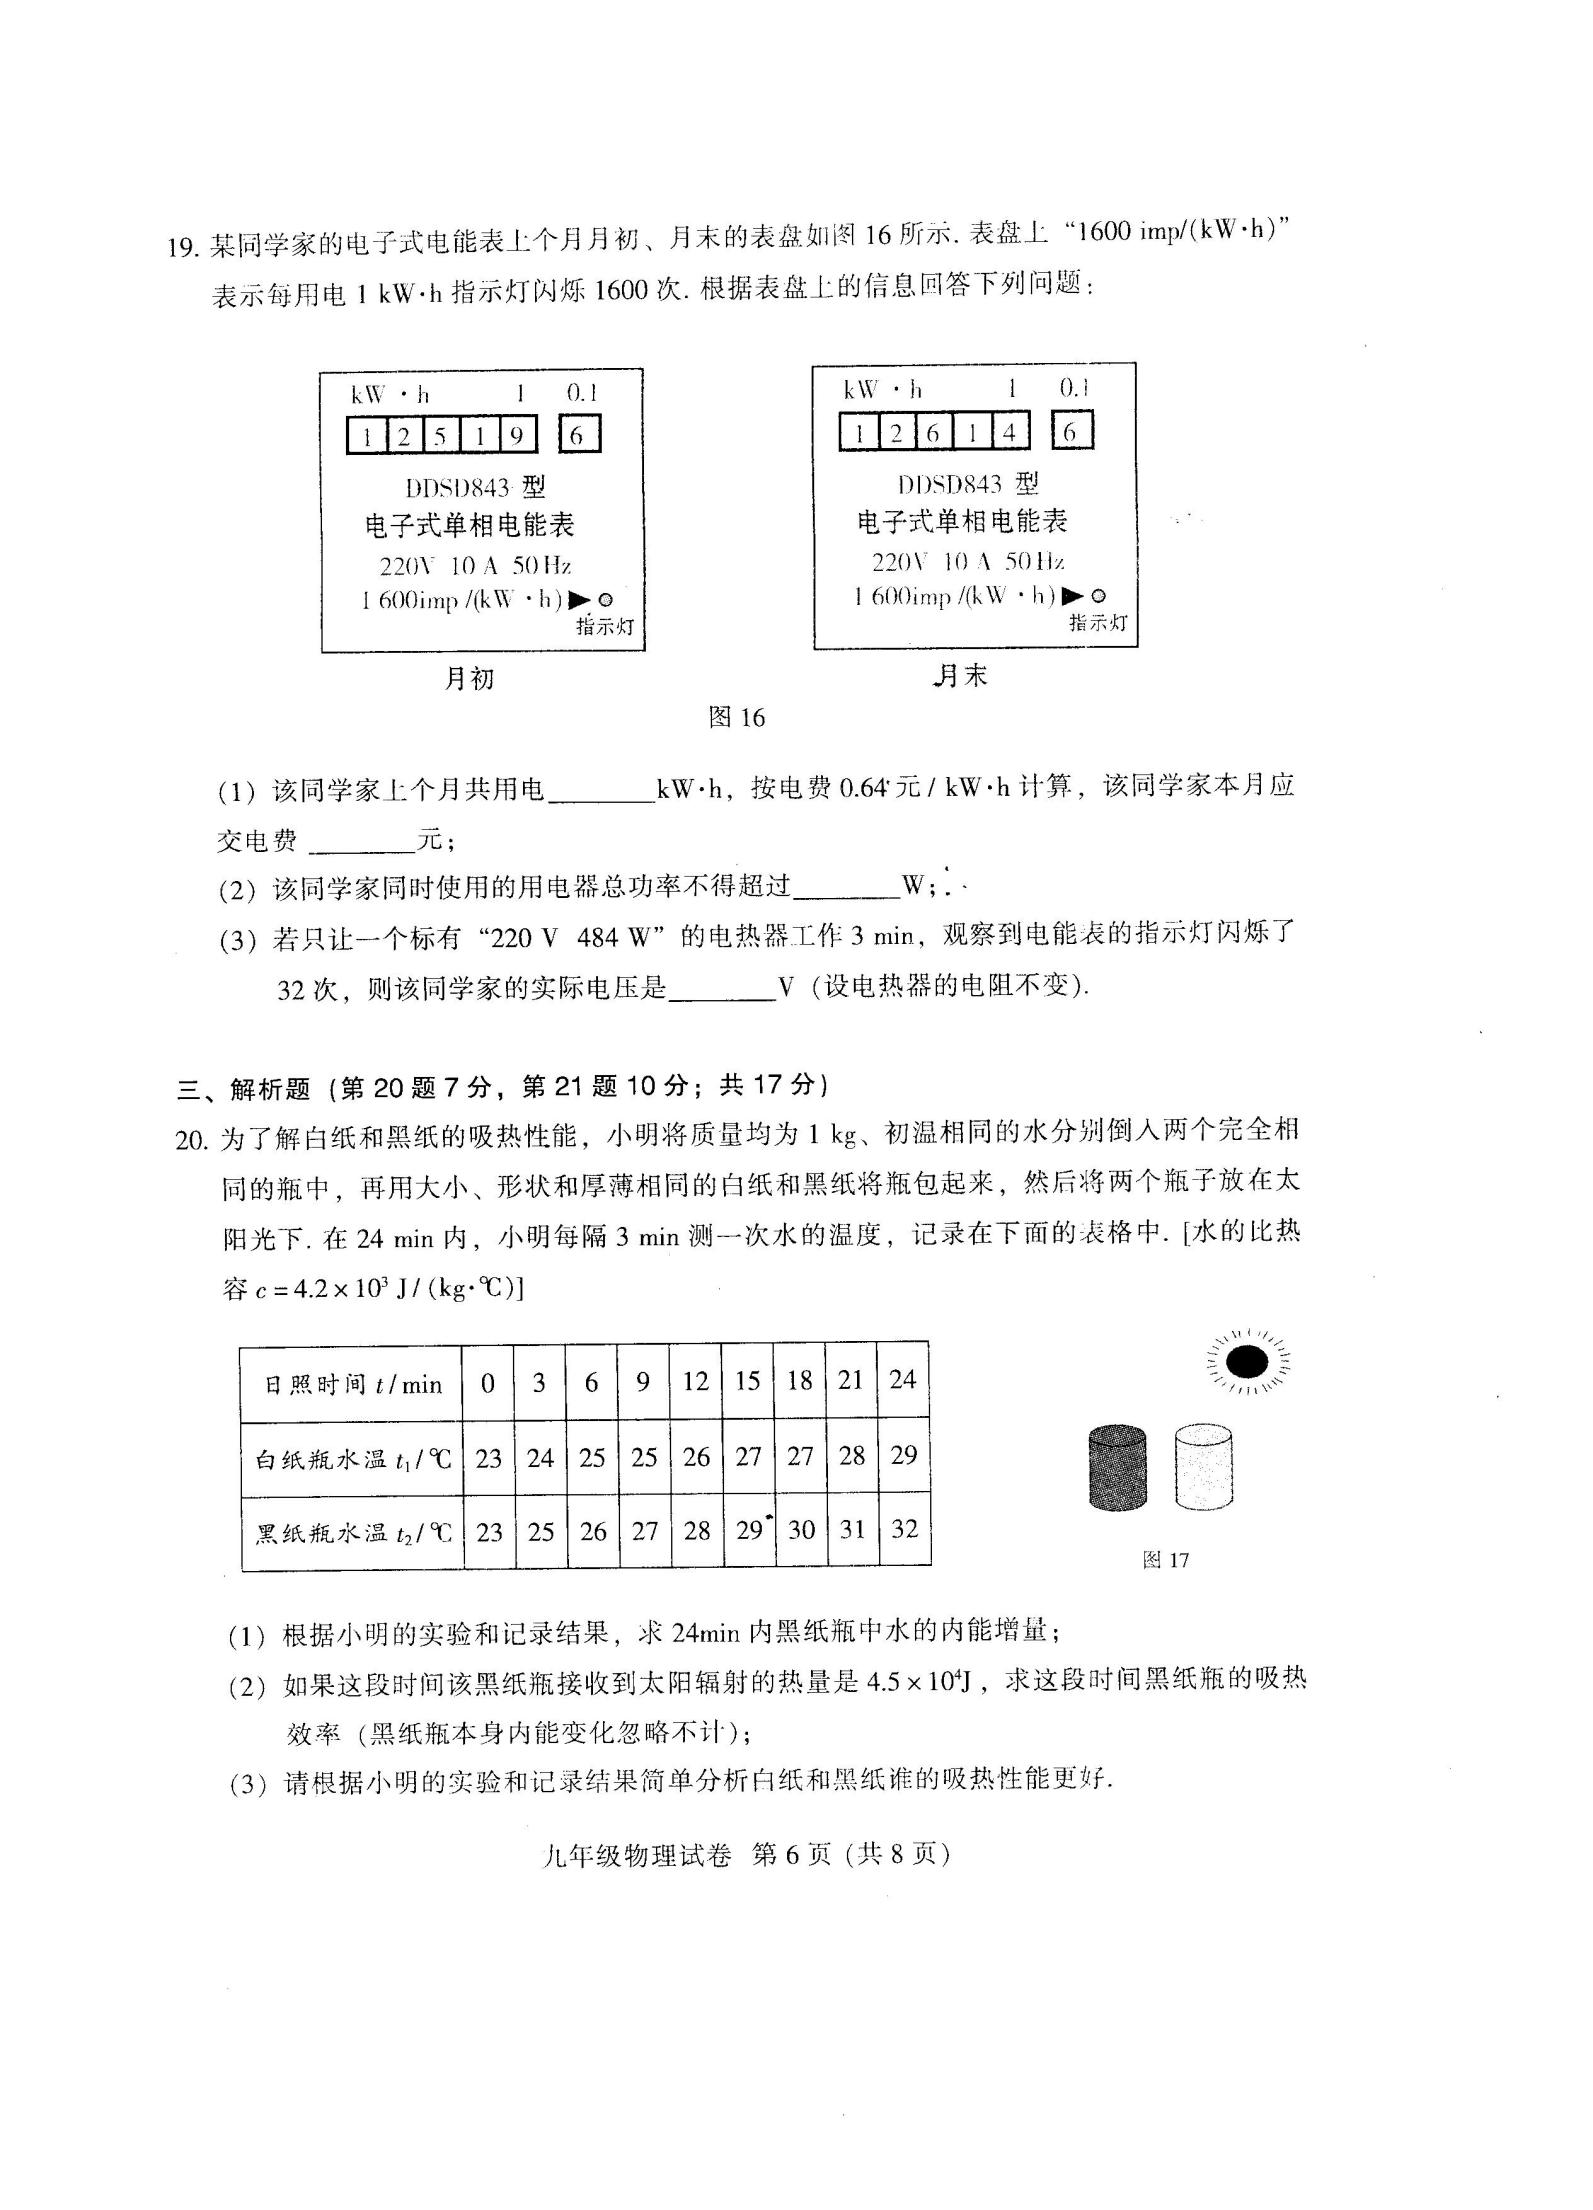 19. 某同学家的电子式电能表上个月月初、月末的表盘如图 16 所示. 表盘上 “1600 imp/(kW·h)”
表示每用电 1 kW·h 指示灯闪烁 1600 次. 根据表盘上的信息回答下列问题：
kW · h 1 0.1
1 2 5 1 9 6
DDSD843 型
电子式单相电能表
220V 10 A 50 Hz
1 600imp /(kW · h)▶
指示灯
月初
kW · h 1 0.1
1 2 6 1 4 6
DDSD843 型
电子式单相电能表
220V 10 A 50 Hz
1 600imp /(kW · h)▶
指示灯
月末
图 16
(1) 该同学家上个月共用电________kW·h，按电费 0.64 元 / kW·h 计算，该同学家本月应
交电费 ________元；
(2) 该同学家同时使用的用电器总功率不得超过________W；
(3) 若只让一个标有 “220 V 484 W” 的电热器工作 3 min，观察到电能表的指示灯闪烁了
32 次，则该同学家的实际电压是________V (设电热器的电阻不变).
三、解析题 (第 20 题 7 分，第 21 题 10 分；共 17 分)
20. 为了解白纸和黑纸的吸热性能，小明将质量均为 1 kg、初温相同的水分别倒入两个完全相
同的瓶中，再用大小、形状和厚薄相同的白纸和黑纸将瓶包起来，然后将两个瓶子放在太
阳光下. 在 24 min 内，小明每隔 3 min 测一次水的温度，记录在下面的表格中. [水的比热
容 c = 4.2 × 10³ J / (kg·℃)]
日照时间 t / min 0 3 6 9 12 15 18 21 24
白纸瓶水温 t₁ / ℃ 23 24 25 25 26 27 27 28 29
黑纸瓶水温 t₂ / ℃ 23 25 26 27 28 29 30 31 32
图 17
(1) 根据小明的实验和记录结果，求 24min 内黑纸瓶中水的内能增量；
(2) 如果这段时间该黑纸瓶接收到太阳辐射的热量是 4.5 × 10⁴J，求这段时间黑纸瓶的吸热
效率 (黑纸瓶本身内能变化忽略不计)；
(3) 请根据小明的实验和记录结果简单分析白纸和黑纸谁的吸热性能更好.
九年级物理试卷 第 6 页 (共 8 页)